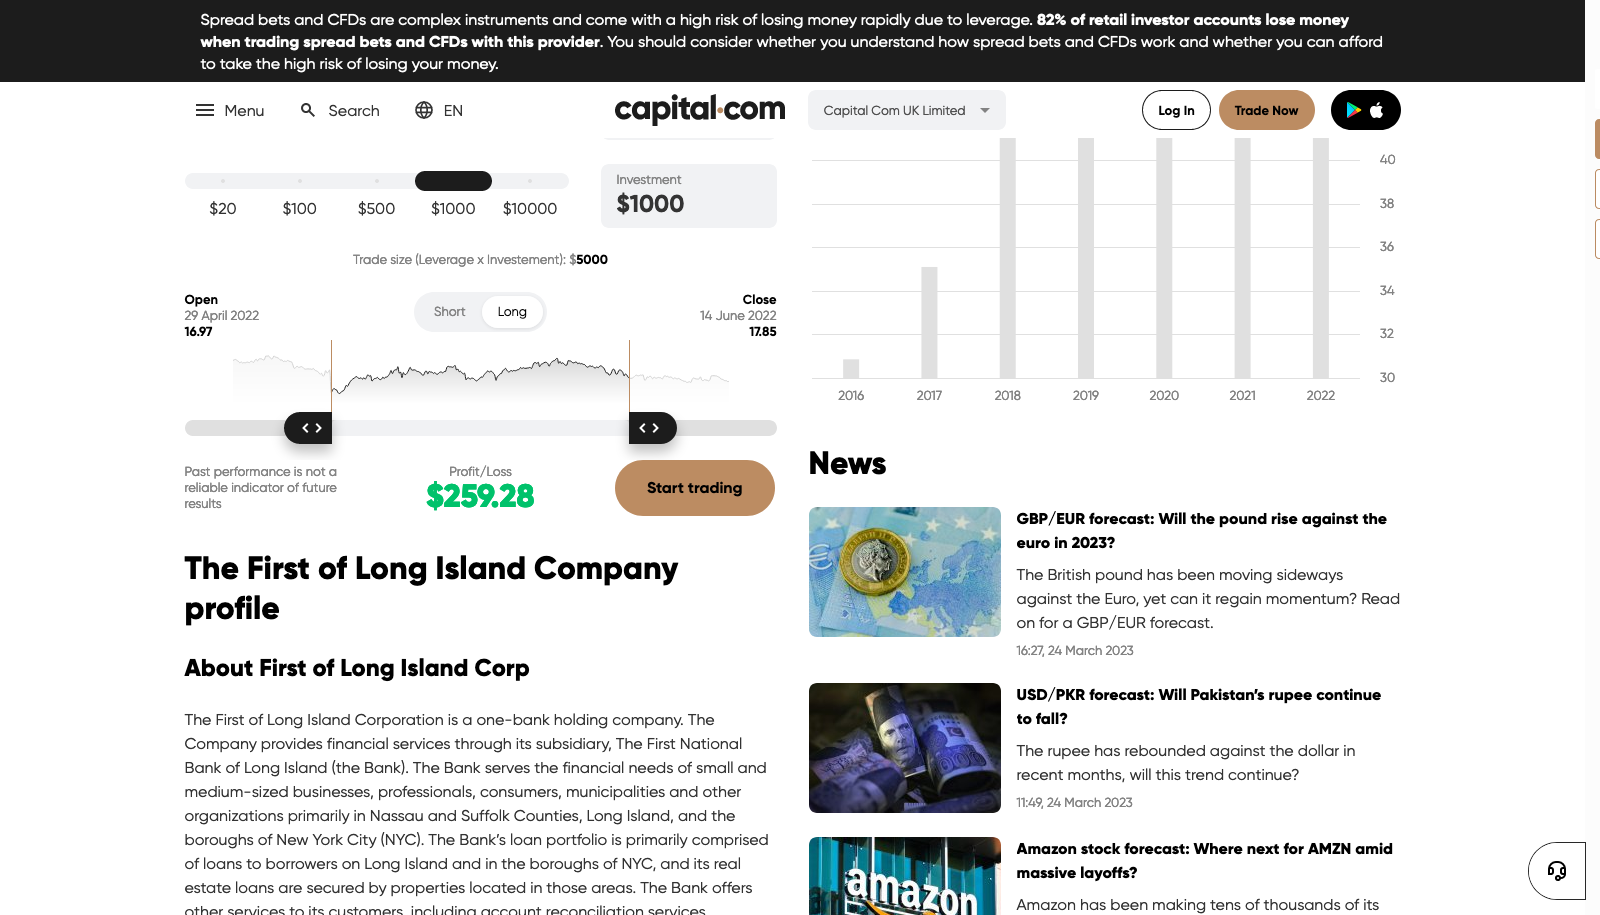 Spread bets and CFDs are complex instruments and come with a high risk of losing money rapidly due to leverage. 82% of retail investor accounts lose money
when trading spread bets and CFDs with this provider. You should consider whether you understand how spread bets and CFDs work and whether you can afford
to take the high risk of losing your money.
Menu
Search
EN
capital.com
Capital Com UK Limited
Log In
Trade Now
$20
$100
$500
$1000
$10000
Investment
$1000
Trade size (Leverage x Investement): $5000
Open
29 April 2022
16.97
Short
Long
Close
14 June 2022
17.85
Past performance is not a
reliable indicator of future
results
Profit/Loss
$259.28
Start trading
The First of Long Island Company
profile
About First of Long Island Corp
The First of Long Island Corporation is a one-bank holding company. The
Company provides financial services through its subsidiary, The First National
Bank of Long Island (the Bank). The Bank serves the financial needs of small and
medium-sized businesses, professionals, consumers, municipalities and other
organizations primarily in Nassau and Suffolk Counties, Long Island, and the
boroughs of New York City (NYC). The Bank's loan portfolio is primarily comprised
of loans to borrowers on Long Island and in the boroughs of NYC, and its real
estate loans are secured by properties located in those areas. The Bank offers
other services to its customers, including account reconciliation services,
40
38
36
34
32
30
2016
2017
2018
2019
2020
2021
2022
News
GBP/EUR forecast: Will the pound rise against the
euro in 2023?
The British pound has been moving sideways
against the Euro, yet can it regain momentum? Read
on for a GBP/EUR forecast.
16:27, 24 March 2023
USD/PKR forecast: Will Pakistan's rupee continue
to fall?
The rupee has rebounded against the dollar in
recent months, will this trend continue?
11:49, 24 March 2023
amazon
Amazon stock forecast: Where next for AMZN amid
massive layoffs?
Amazon has been making tens of thousands of its